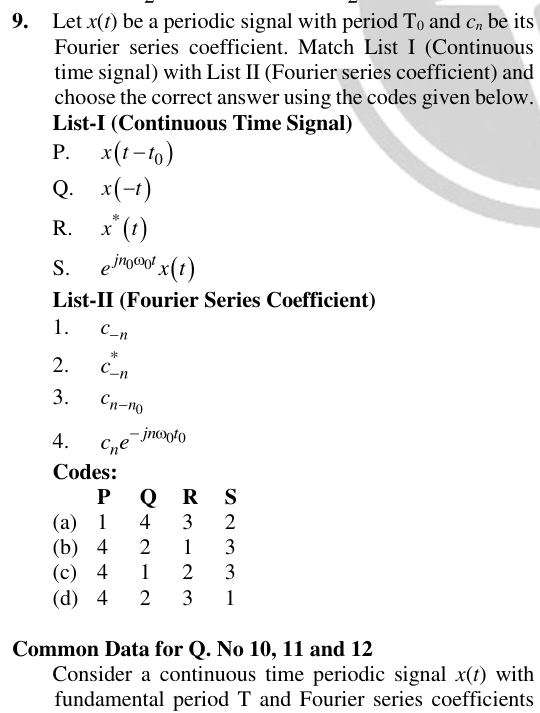 9. Let x(t) be a periodic signal with period T₀ and cₙ be its
Fourier series coefficient. Match List I (Continuous
time signal) with List II (Fourier series coefficient) and
choose the correct answer using the codes given below.
List-I (Continuous Time Signal)
P. x(t−t₀)
Q. x(−t)
R. x*(t)
S. e^{jn₀ω₀t} x(t)
List-II (Fourier Series Coefficient)
1. c_{−n}
2. c*_{−n}
3. c_{n−n₀}
4. cₙe^{−jnω₀t₀}
Codes:
P Q R S
(a) 1 4 3 2
(b) 4 2 1 3
(c) 4 1 2 3
(d) 4 2 3 1
Common Data for Q. No 10, 11 and 12
Consider a continuous time periodic signal x(t) with
fundamental period T and Fourier series coefficients